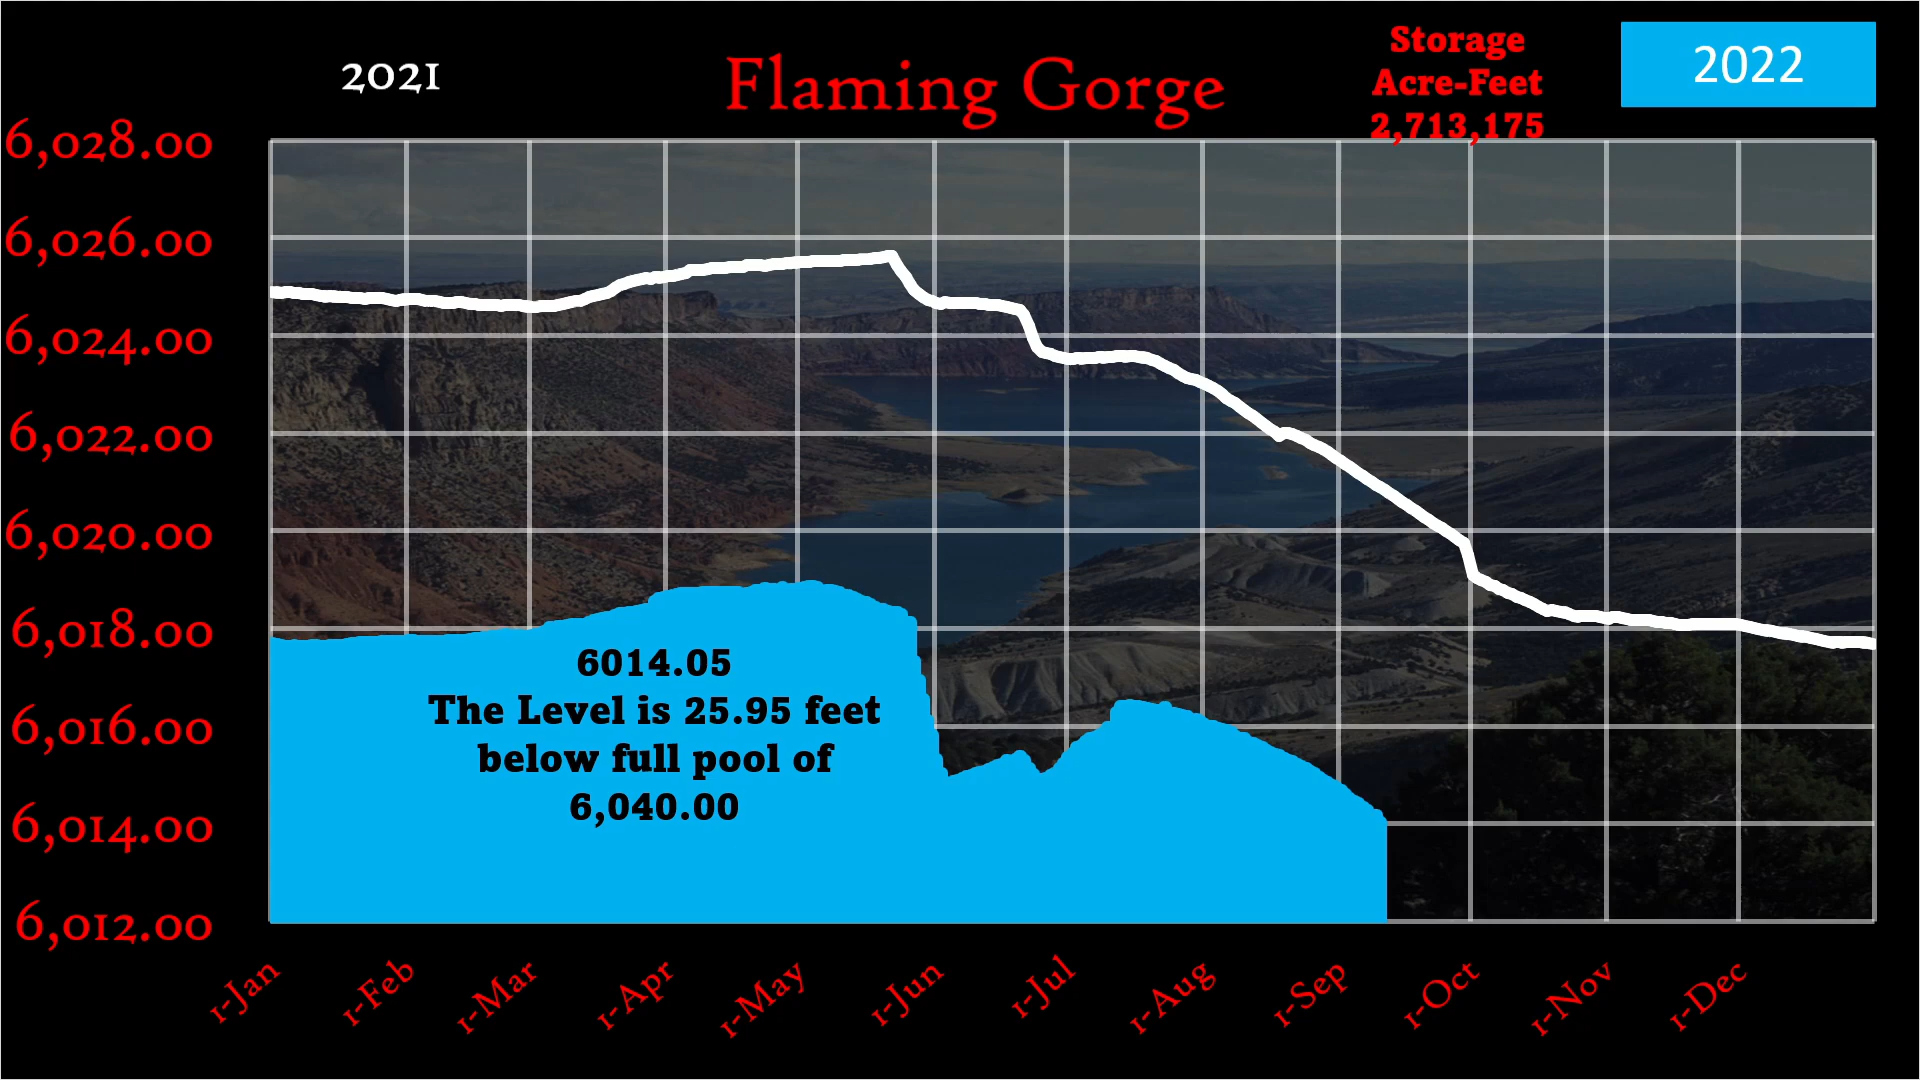 2021
Flaming Gorge
Storage
Acre-Feet
2,713,175
2022
6,028.00
6,026.00
6,024.00
6,022.00
6,020.00
6,018.00
6,016.00
6,014.00
6,012.00
6014.05
The Level is 25.95 feet
below full pool of
6,040.00
1-Jan
1-Feb
1-Mar
1-Apr
1-May
1-Jun
1-Jul
1-Aug
1-Sep
1-Oct
1-Nov
1-Dec